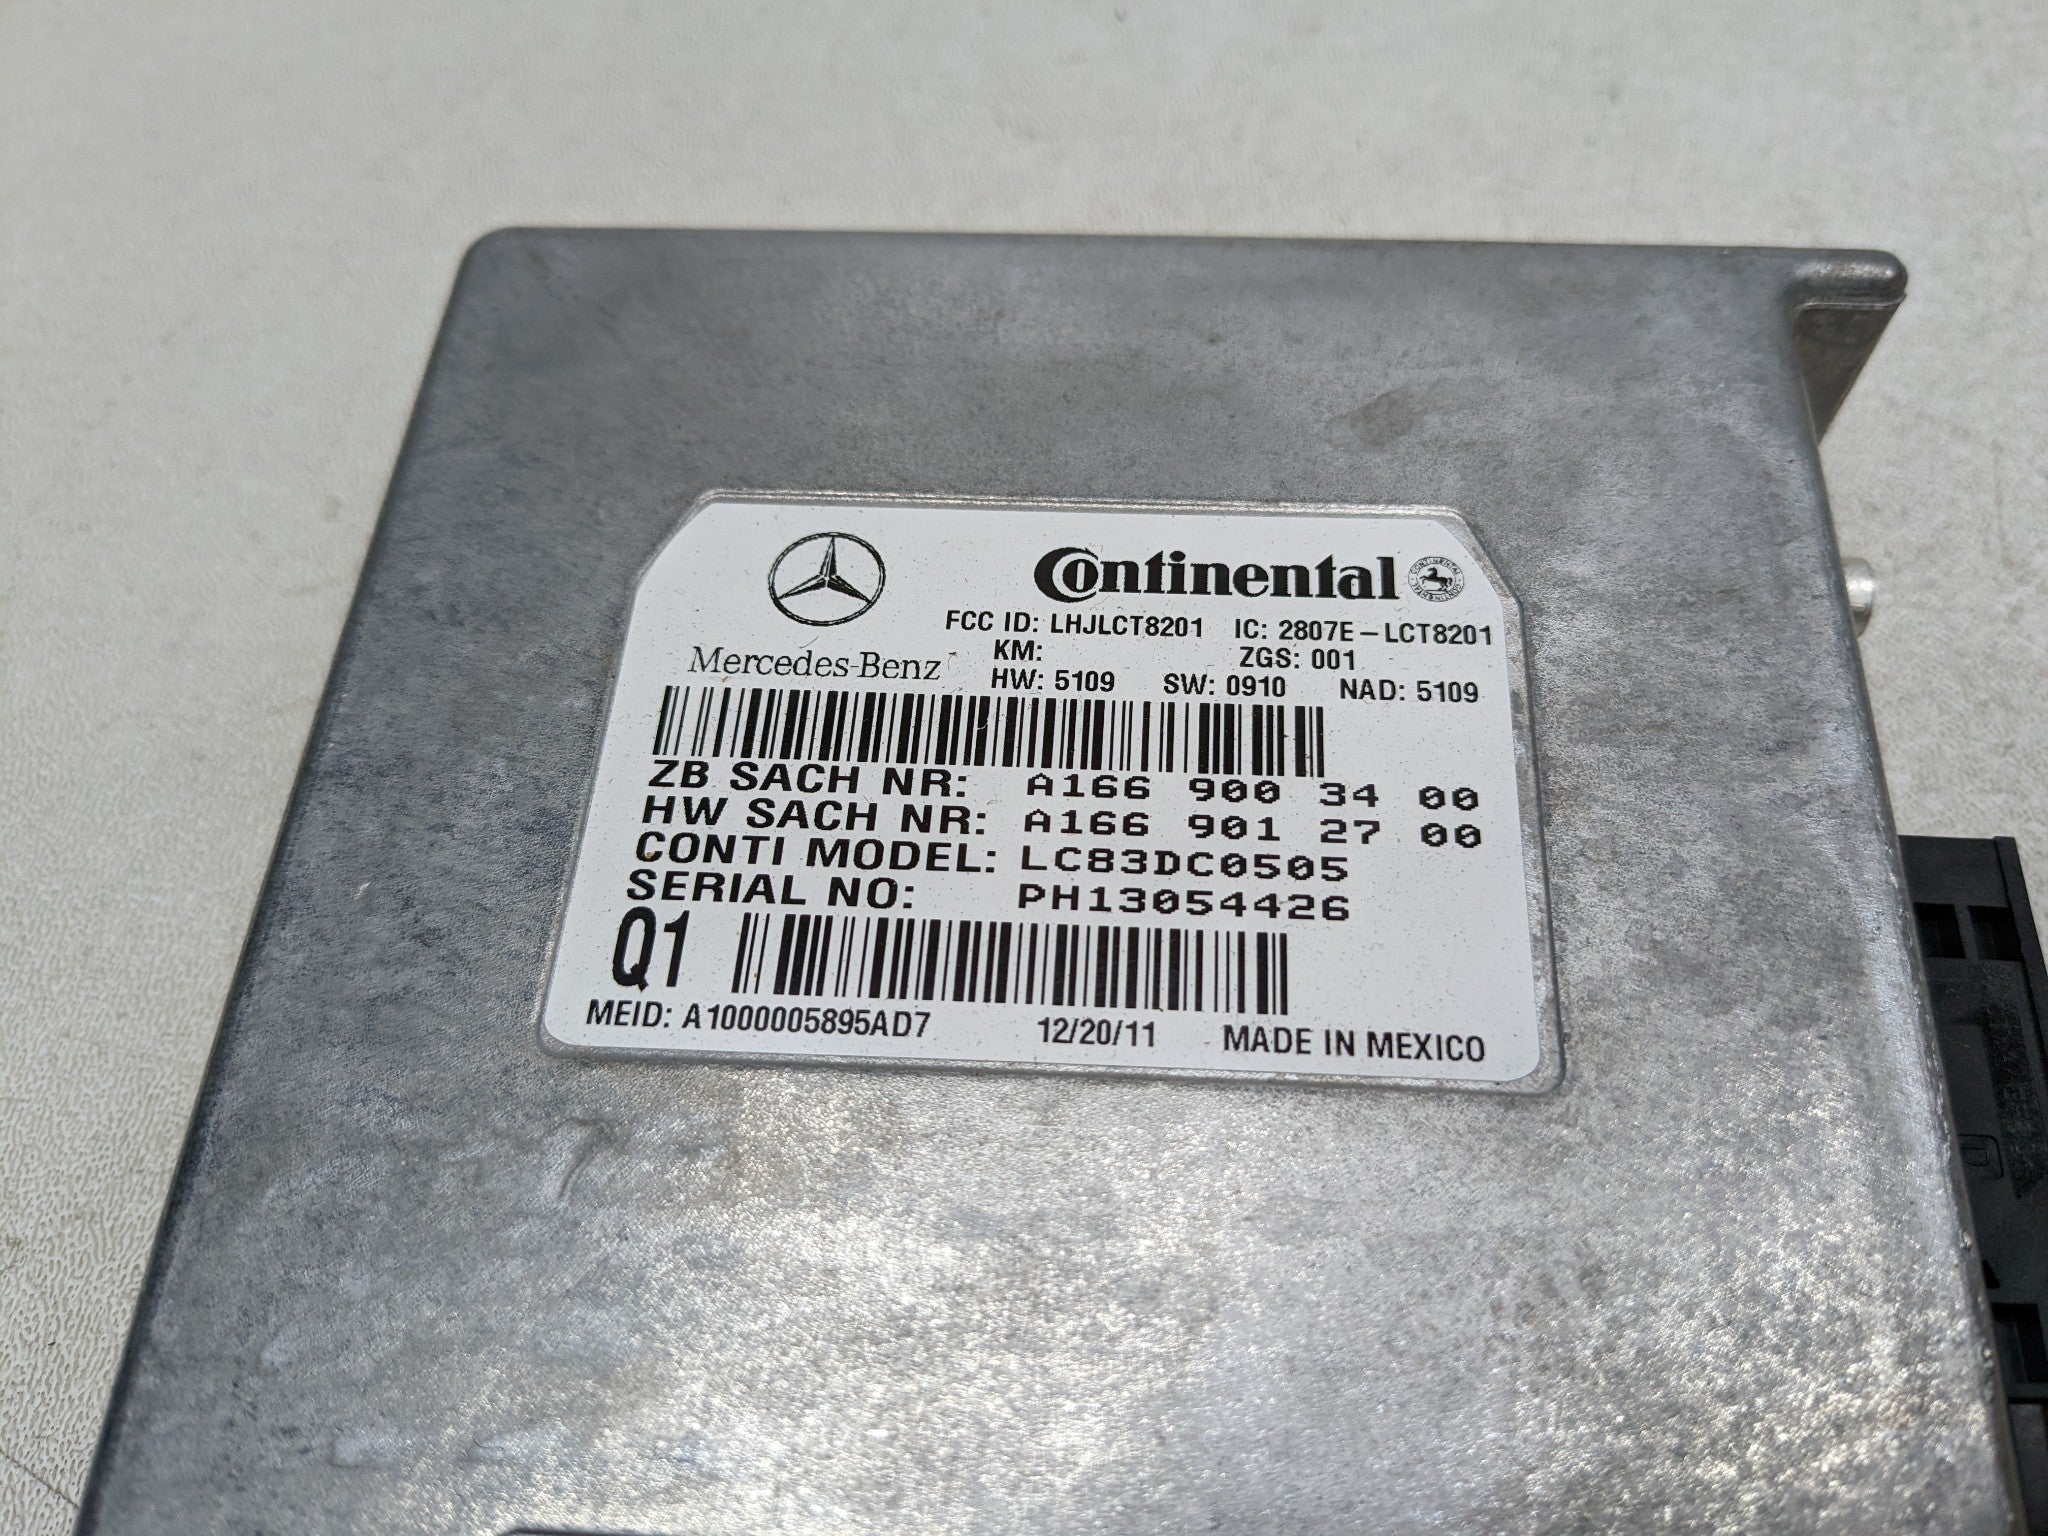 Continental
CONTINENTAL CONTINENTAL
FCC ID: LHJLCT8201 IC: 2807E-LCT8201
Mercedes-Benz
KM: ZGS: 001
HW: 5109 SW: 0910 NAD: 5109
ZB SACH NR: A166 900 34 00
HW SACH NR: A166 901 27 00
CONTI MODEL: LC83DC0505
SERIAL NO: PH13054426
Q1
MEID: A1000005895AD7 12/20/11 MADE IN MEXICO
D